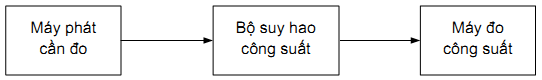 Máy phát
cần đo
Bộ suy hao
công suất
Máy đo
công suất